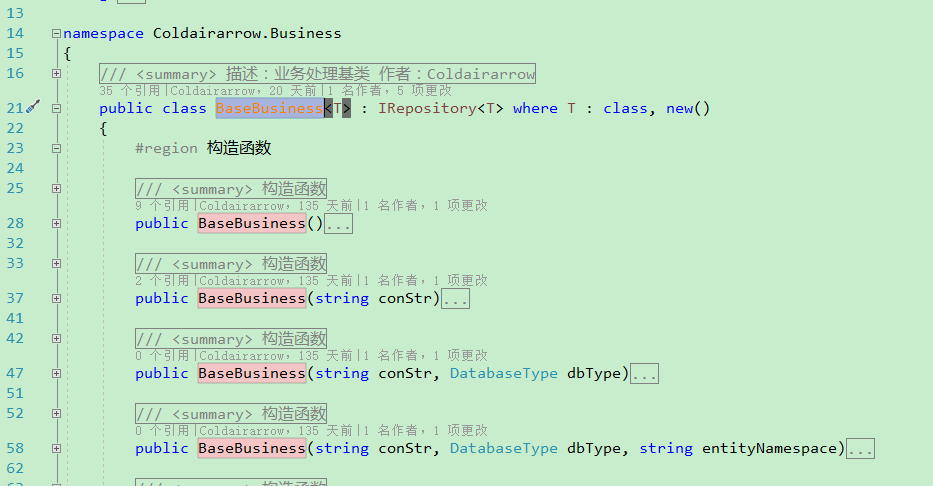 13
14 namespace Coldairarrow.Business
15 {
16 /// <summary> 描述：业务处理基类 作者：Coldairarrow
35 个引用|Coldairarrow，20 天前|1 名作者，5 项更改
21 public class BaseBusiness<T> : IRepository<T> where T : class, new()
22 {
23 #region 构造函数
24
25 /// <summary> 构造函数
9 个引用|Coldairarrow，135 天前|1 名作者，1 项更改
28 public BaseBusiness()...
32
33 /// <summary> 构造函数
2 个引用|Coldairarrow，135 天前|1 名作者，1 项更改
37 public BaseBusiness(string conStr)...
41
42 /// <summary> 构造函数
0 个引用|Coldairarrow，135 天前|1 名作者，1 项更改
47 public BaseBusiness(string conStr, DatabaseType dbType)...
51
52 /// <summary> 构造函数
0 个引用|Coldairarrow，135 天前|1 名作者，1 项更改
58 public BaseBusiness(string conStr, DatabaseType dbType, string entityNamespace)...
62